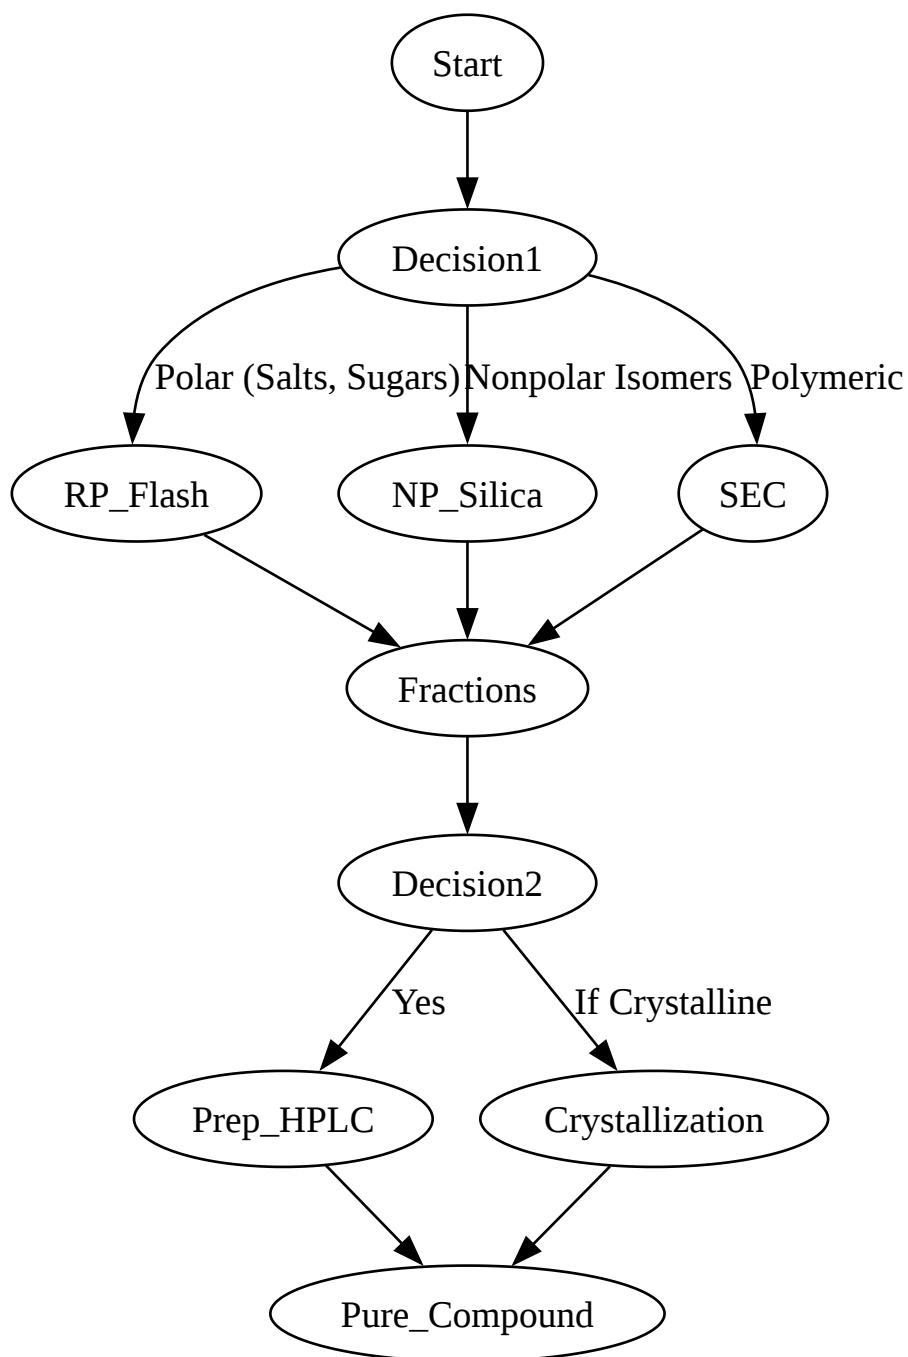 Start
Decision1
Polar (Salts, Sugars)
Nonpolar Isomers
Polymeric
RP_Flash
NP_Silica
SEC
Fractions
Decision2
Yes
If Crystalline
Prep_HPLC
Crystallization
Pure_Compound